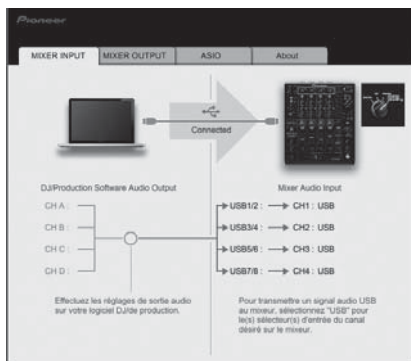 Pioneer
MIXER INPUT MIXER OUTPUT ASIO About
Connected
DJ/Production Software Audio Output
Mixer Audio Input
CH A :
CH B :
CH C :
CH D :
USB1/2 : CH1 : USB
USB3/4 : CH2 : USB
USB5/6 : CH3 : USB
USB7/8 : CH4 : USB
Effectuez les réglages de sortie audio
sur votre logiciel DJ/de production.
Pour transmettre un signal audio USB
au mixeur, sélectionnez "USB" pour
le(s) sélecteur(s) d'entrée du canal
désiré sur le mixeur.